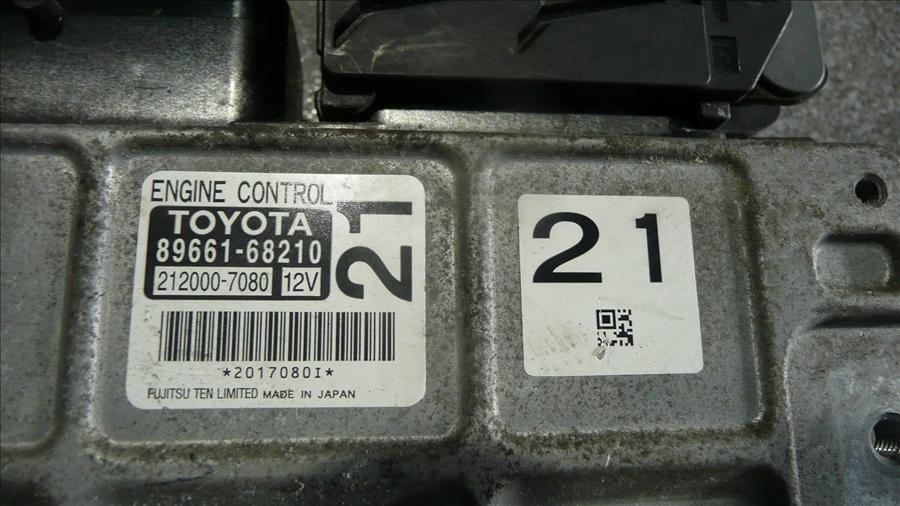 ENGINE CONTROL
TOYOTA
89661-68210
212000-7080 12V
21
*2017080I*
FUJITSU TEN LIMITED MADE IN JAPAN
21